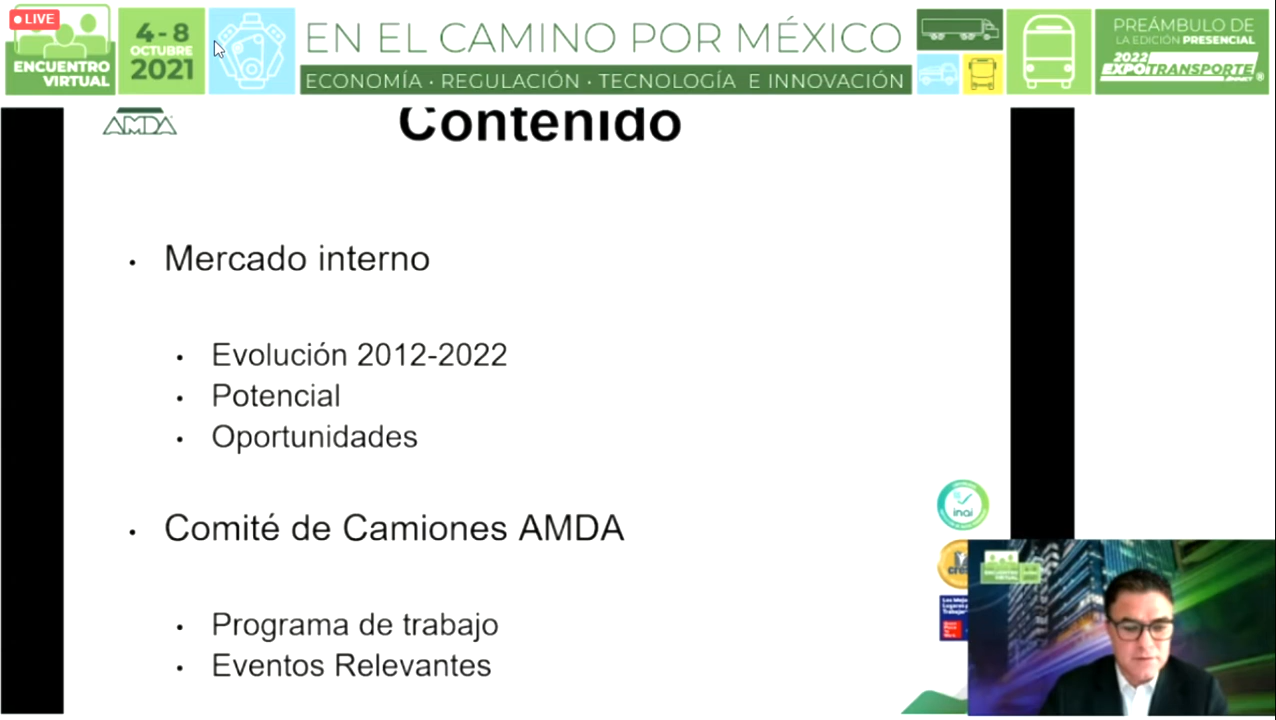 LIVE
ENCUENTRO
VIRTUAL
4-8
OCTUBRE
2021
EN EL CAMINO POR MÉXICO
ECONOMÍA · REGULACIÓN · TECNOLOGÍA E INNOVACIÓN
PREÁMBULO DE
LA EDICIÓN PRESENCIAL
2022
EXPOTRANSPORTE
AMDA
Contenido
• Mercado interno
• Evolución 2012-2022
• Potencial
• Oportunidades
• Comité de Camiones AMDA
• Programa de trabajo
• Eventos Relevantes
inai
ENCUENTRO
VIRTUAL